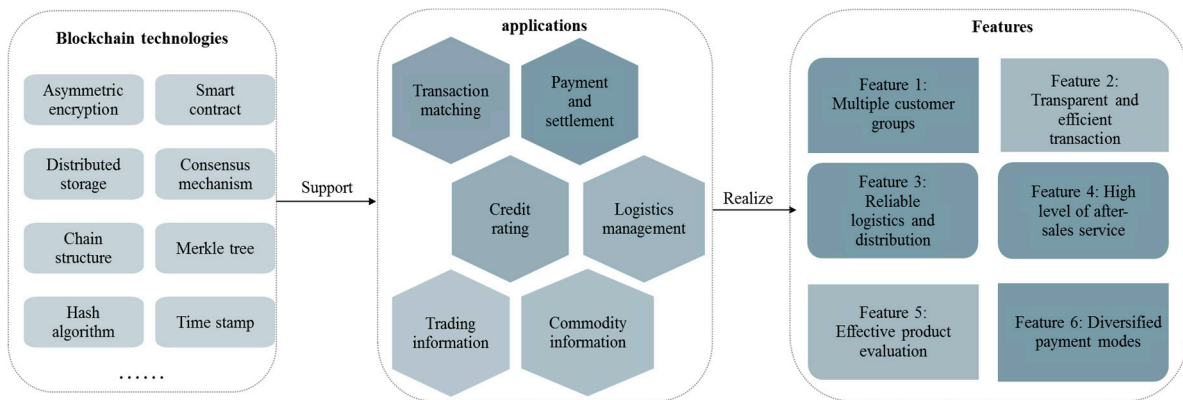 Blockchain technologies
Asymmetric
encryption
Smart
contract
Distributed
storage
Consensus
mechanism
Chain
structure
Merkle tree
Hash
algorithm
Time stamp
......
Support
applications
Transaction
matching
Payment
and
settlement
Credit
rating
Logistics
management
Trading
information
Commodity
information
Realize
Features
Feature 1:
Multiple customer
groups
Feature 2:
Transparent and
efficient
transaction
Feature 3:
Reliable
logistics and
distribution
Feature 4: High
level of after-
sales service
Feature 5:
Effective product
evaluation
Feature 6: Diversified
payment modes